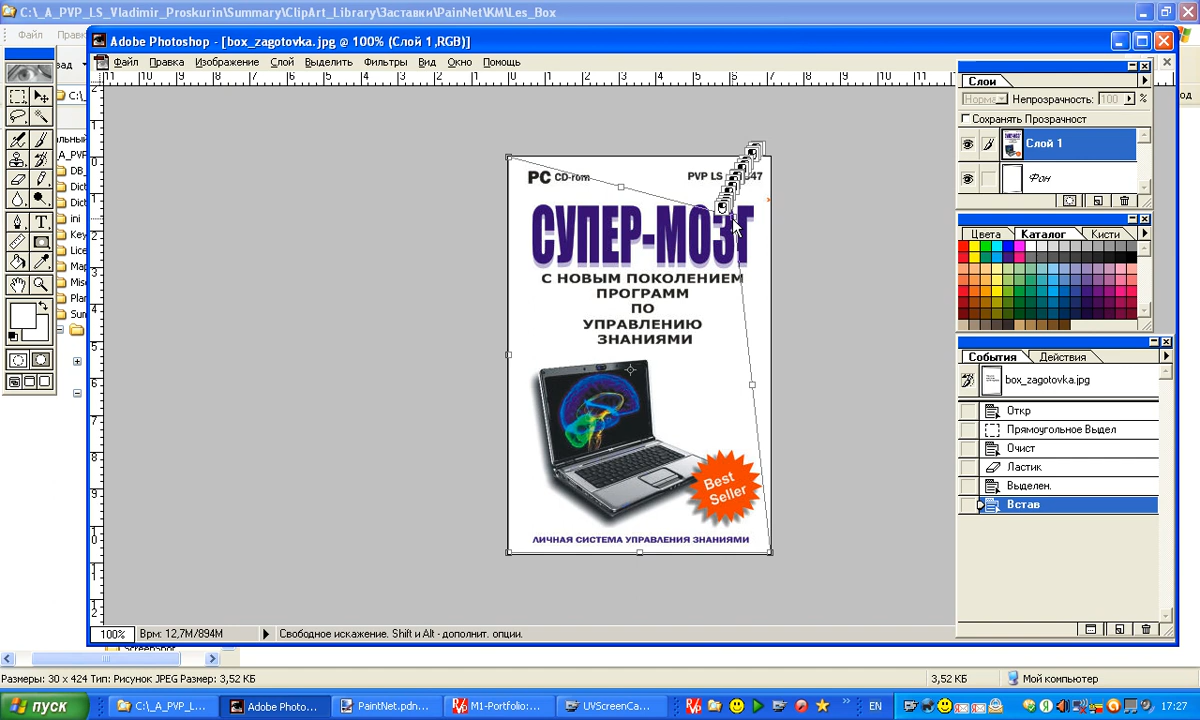 C:\_A_PVP_LS_Vladimir_Proskurin\Summary\ClipArt_Library\Заставки\PainNet\KM\Les_Box
Файл
Adobe Photoshop - [box_zagotovka.jpg @ 100% (Слой 1,RGB)]
Файл Правка Изображение Слой Выделить Фильтры Вид Окно Помощь
Слои
Норма Непрозрачность: 100 %
Сохранять Прозрачност
Слой 1
Фон
Цвета Каталог Кисти
События Действия
box_zagotovka.jpg
Откр
Прямоугольное Выдел
Очист
Ластик
Выделен.
Встав
PC CD-rom PVP LS
СУПЕР-МОЗГ
С НОВЫМ ПОКОЛЕНИЕМ
ПРОГРАММ
ПО
УПРАВЛЕНИЮ
ЗНАНИЯМИ
Best
Seller
ЛИЧНАЯ СИСТЕМА УПРАВЛЕНИЯ ЗНАНИЯМИ
100% Врм: 12,7M/894M Свободное искажение. Shift и Alt - дополнит. опции.
Размеры: 30 x 424 Тип: Рисунок JPEG Размер: 3,52 КБ 3,52 КБ Мой компьютер
пуск C:\_A_PVP_L... Adobe Photo... PaintNet.pdn... M1-Portfolio:... UVScreenCa... EN 17:27